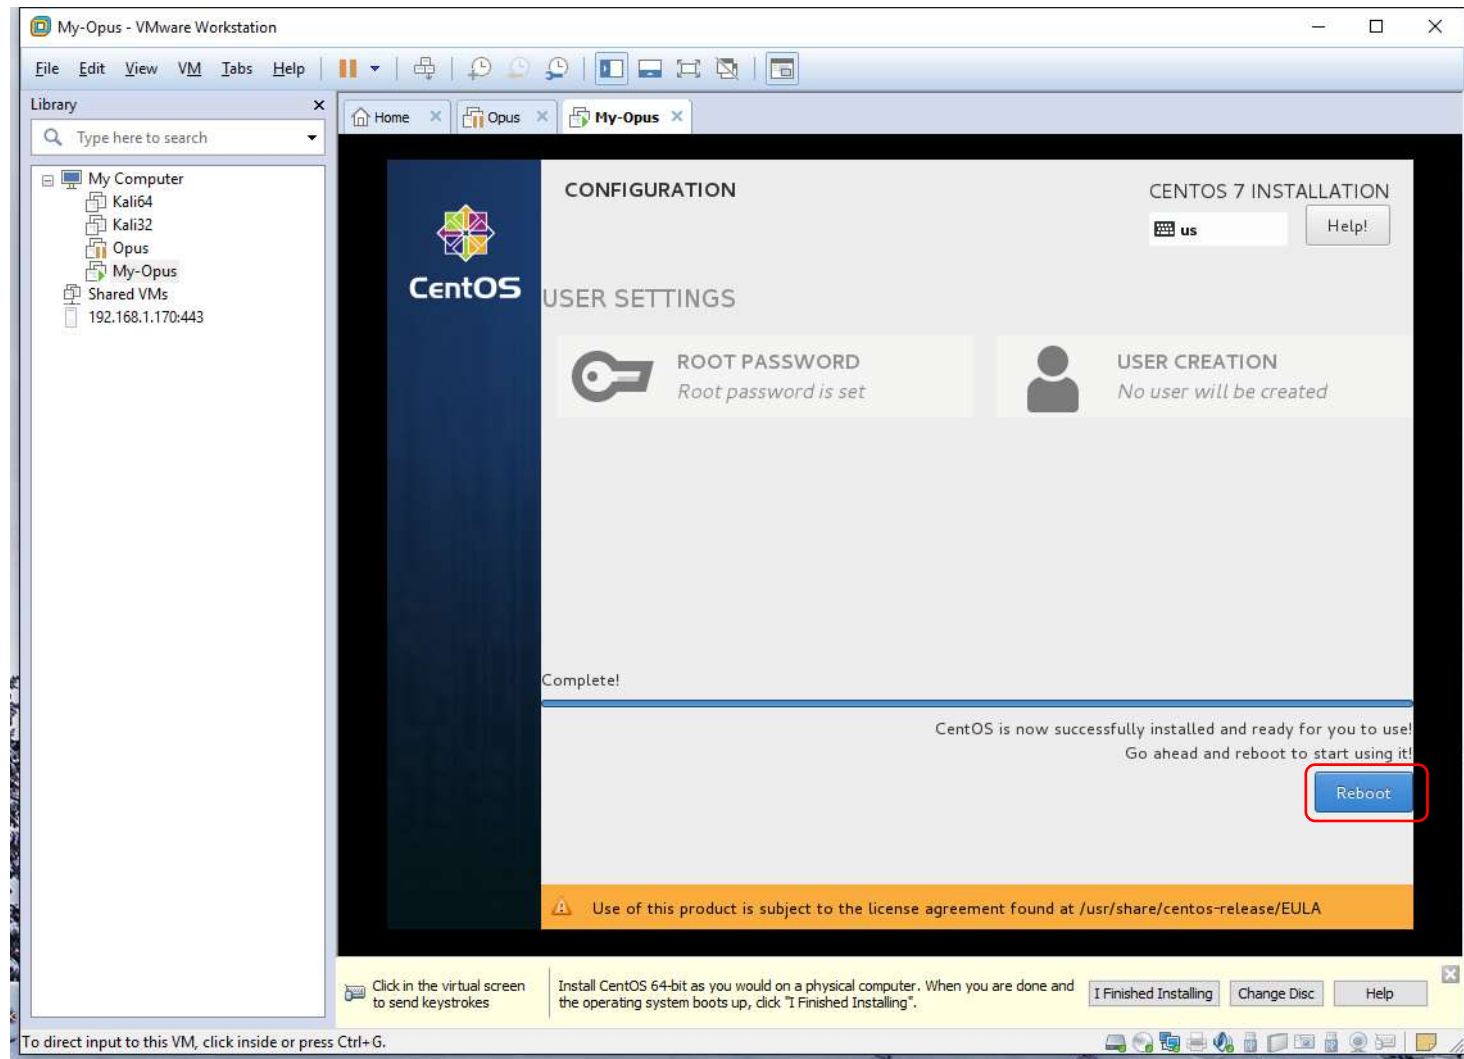 My-Opus - VMware Workstation
File Edit View VM Tabs Help
Library
Type here to search
My Computer
Kali64
Kali32
Opus
My-Opus
Shared VMs
192.168.1.170:443
Home
Opus
My-Opus
CentOS
CONFIGURATION
CENTOS 7 INSTALLATION
us
Help!
USER SETTINGS
ROOT PASSWORD
Root password is set
USER CREATION
No user will be created
Complete!
CentOS is now successfully installed and ready for you to use!
Go ahead and reboot to start using it!
Reboot
Use of this product is subject to the license agreement found at /usr/share/centos-release/EULA
Click in the virtual screen
to send keystrokes
Install CentOS 64-bit as you would on a physical computer. When you are done and
the operating system boots up, click "I Finished Installing".
I Finished Installing
Change Disc
Help
To direct input to this VM, click inside or press Ctrl+G.